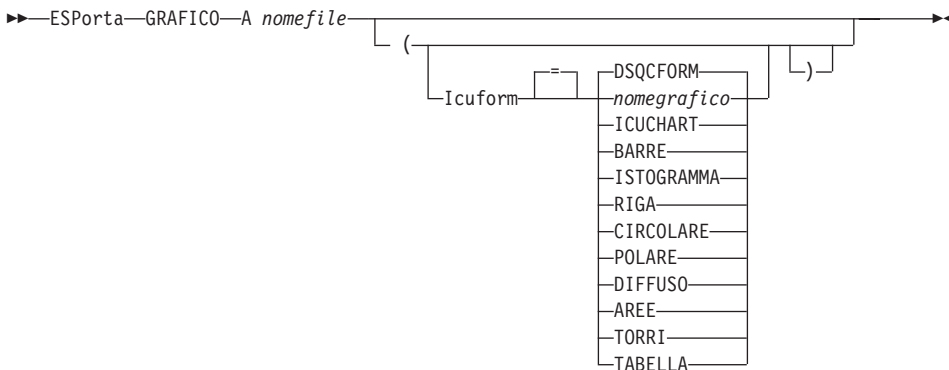 ESPorta GRAFICO A nomefile
(
Icuform
=
DSQCFORM
nomegrafico
ICUCHART
BARRE
ISTOGRAMMA
RIGA
CIRCOLARE
POLARE
DIFFUSO
AREE
TORRI
TABELLA
)